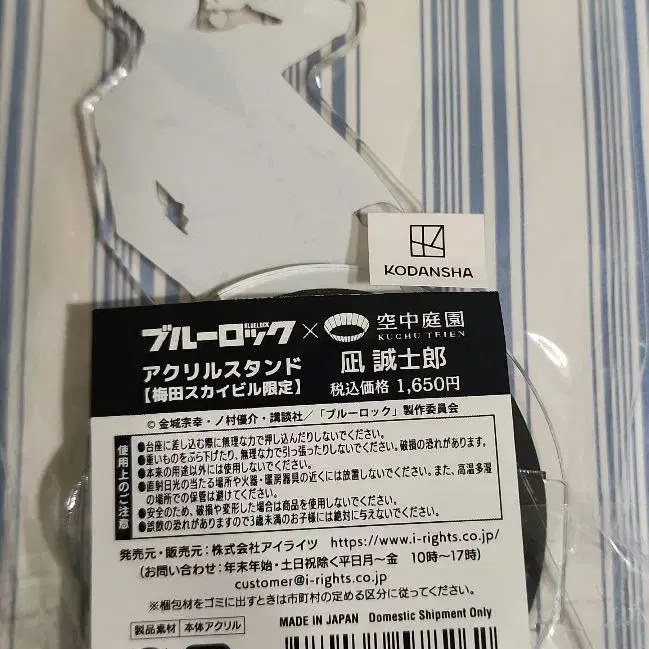 KODANSHA
ブルーロック
BLUELOCK
×
空中庭園
KUCHU TEIEN
アクリルスタンド
【梅田スカイビル限定】
凪 誠士郎
税込価格 1,650円
© 金城宗幸・ノ村優介・講談社/「ブルーロック」製作委員会
使用上のご注意
●台座に差し込む際に無理な力で押し込んだりしないでください。
●重いものをぶら下げたり、無理な力で引っ張ったりしないでください。破損の恐れがあります。
●本来の用途以外には使用しないでください。
●直射日光の当たる場所や火器・暖房器具の近くには放置しないでください。また、高温多湿
の場所での保管は避けてください。
●安全のため、破損や変形した場合は商品を使用しないでください。
●誤飲の恐れがありますので3歳未満のお子様には絶対に与えないでください。
発売元・販売元:株式会社アイライツ https://www.i-rights.co.jp/
(お問い合わせ:年末年始・土日祝除く平日月〜金 10時〜17時)
customer@i-rights.co.jp
※梱包材をゴミに出すときは市町村の定める区分に従ってください。
製品素材 本体アクリル
MADE IN JAPAN Domestic Shipment Only